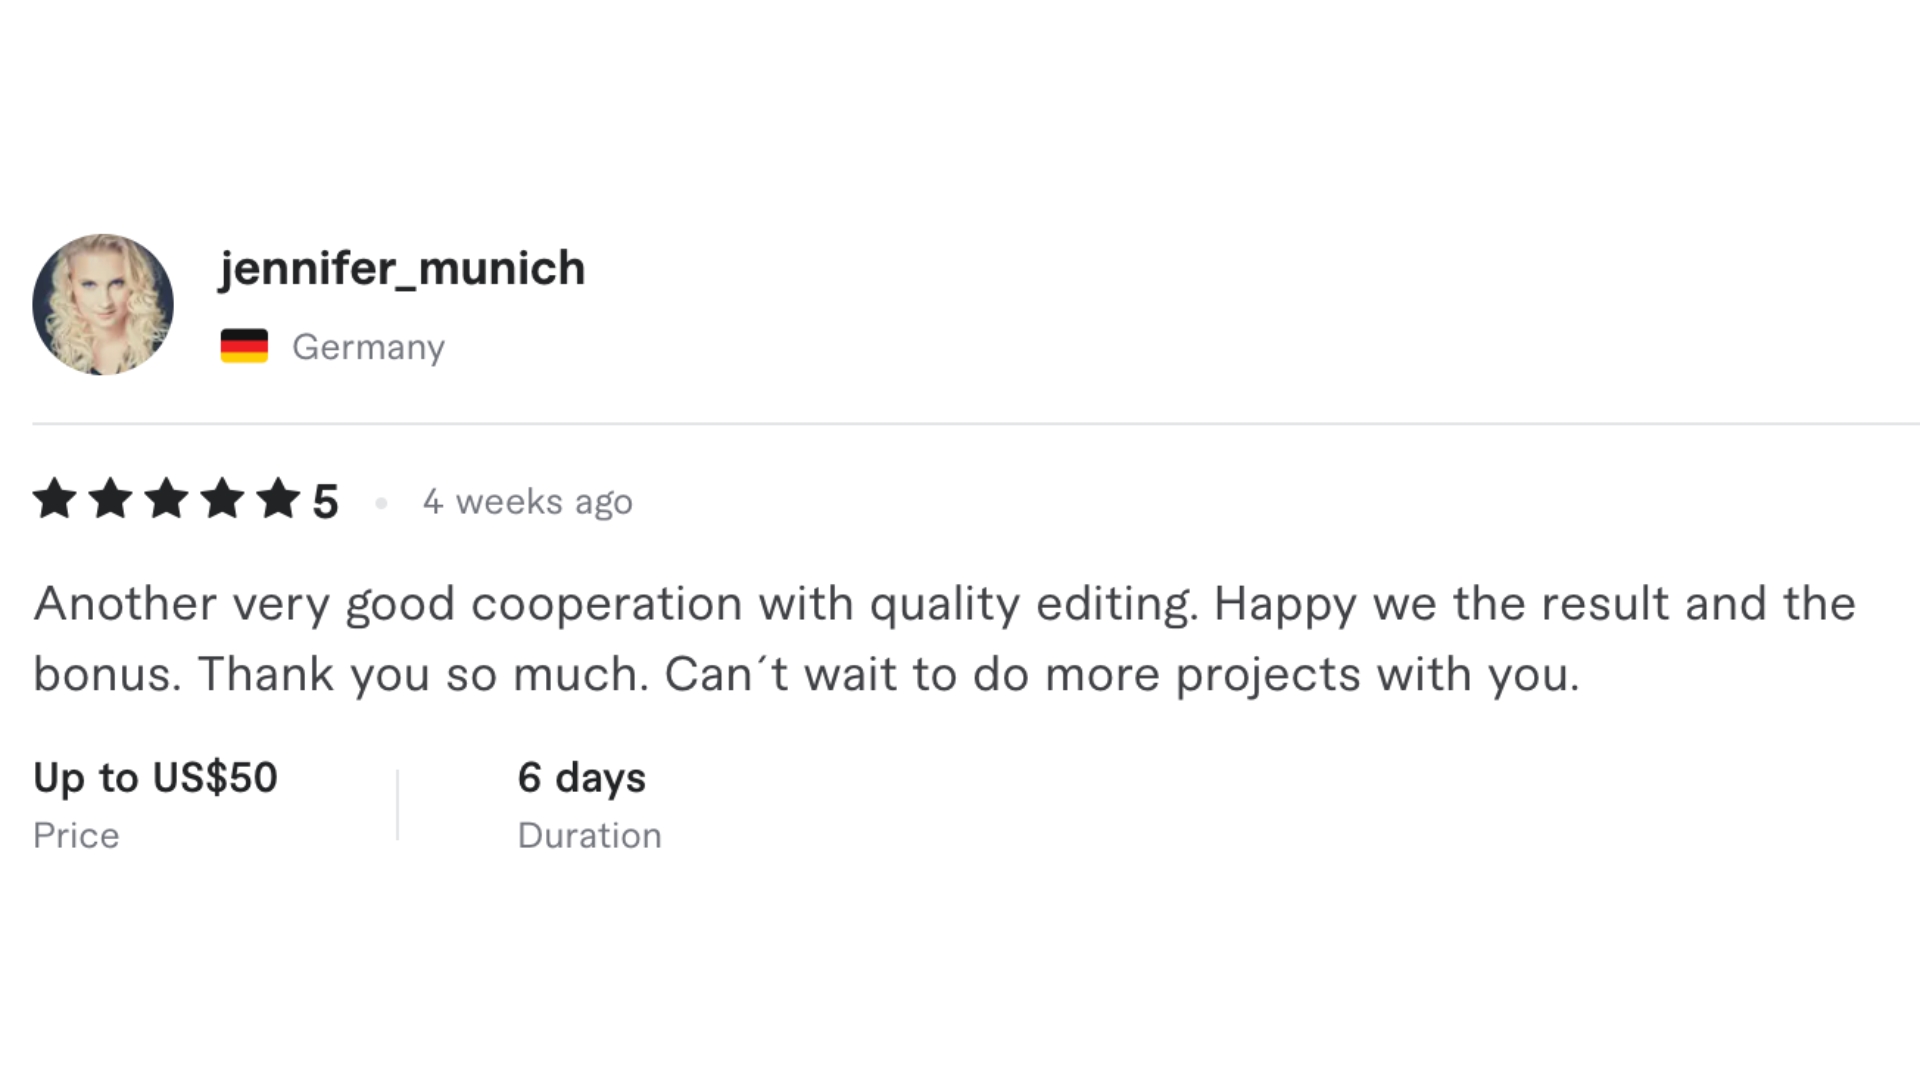 jennifer_munich
Germany
5 • 4 weeks ago
Another very good cooperation with quality editing. Happy we the result and the
bonus. Thank you so much. Can´t wait to do more projects with you.
Up to US$50 6 days
Price Duration